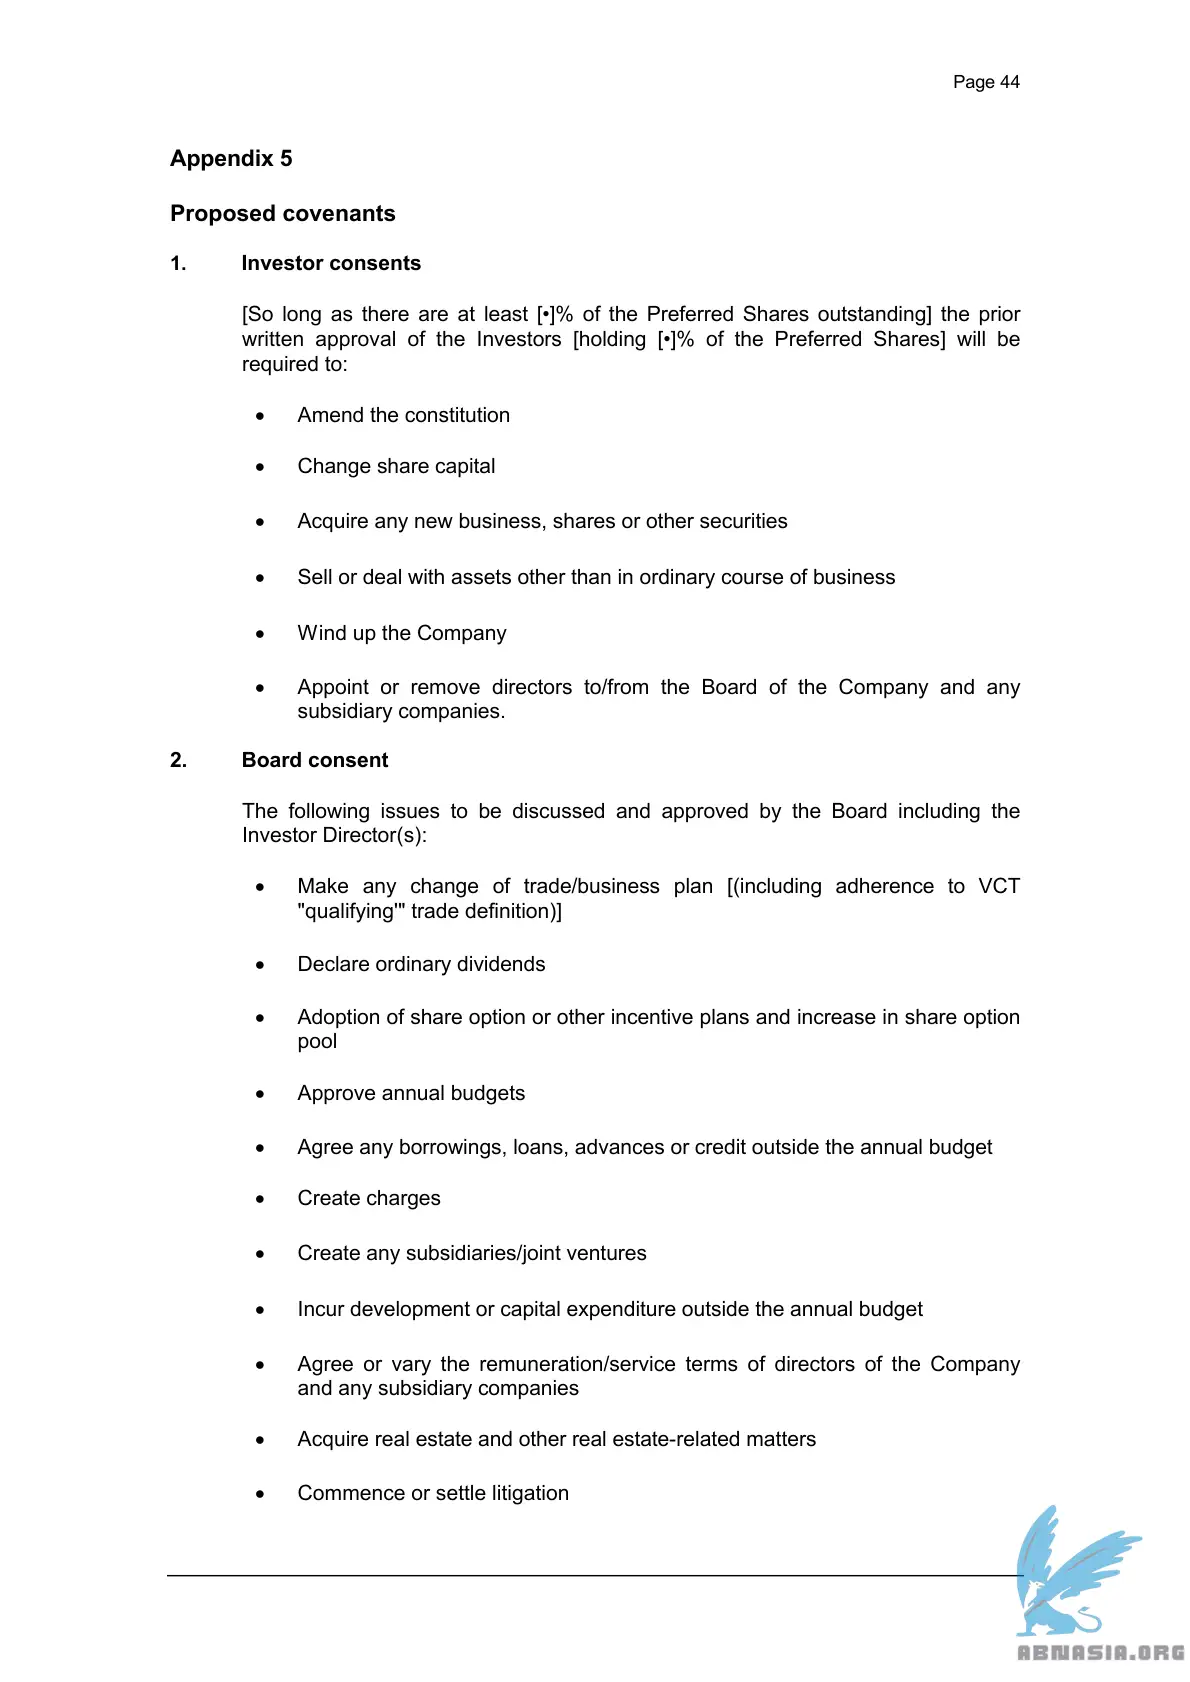 Page 44
Appendix 5
Proposed covenants
1. Investor consents
[So long as there are at least [•]% of the Preferred Shares outstanding] the prior
written approval of the Investors [holding [•]% of the Preferred Shares] will be
required to:
• Amend the constitution
• Change share capital
• Acquire any new business, shares or other securities
• Sell or deal with assets other than in ordinary course of business
• Wind up the Company
• Appoint or remove directors to/from the Board of the Company and any
subsidiary companies.
2. Board consent
The following issues to be discussed and approved by the Board including the
Investor Director(s):
• Make any change of trade/business plan [(including adherence to VCT
"qualifying'" trade definition)]
• Declare ordinary dividends
• Adoption of share option or other incentive plans and increase in share option
pool
• Approve annual budgets
• Agree any borrowings, loans, advances or credit outside the annual budget
• Create charges
• Create any subsidiaries/joint ventures
• Incur development or capital expenditure outside the annual budget
• Agree or vary the remuneration/service terms of directors of the Company
and any subsidiary companies
• Acquire real estate and other real estate-related matters
• Commence or settle litigation
ABNASIA.ORG